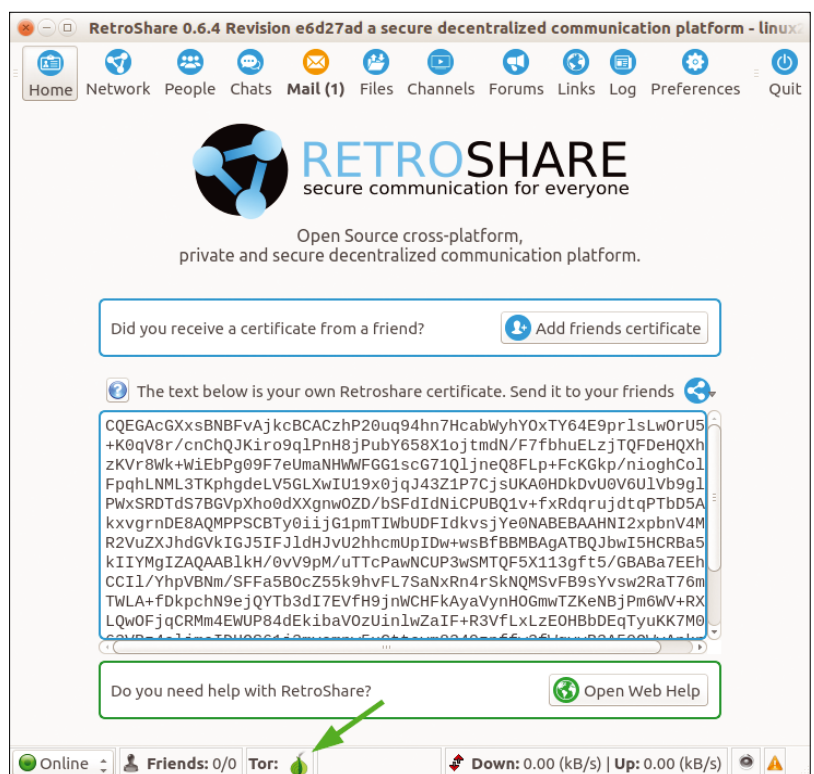 RetroShare 0.6.4 Revision e6d27ad a secure decentralized communication platform - linux
Home Network People Chats Mail (1) Files Channels Forums Links Log Preferences Quit
RETROSHARE
secure communication for everyone
Open Source cross-platform,
private and secure decentralized communication platform.
Did you receive a certificate from a friend? Add friends certificate
The text below is your own Retroshare certificate. Send it to your friends
CQEGAcGXxsBNBFvAjkcBCACzhP20uq94hn7HcabWyhYOxTY64E9prlsLwOrU5
+K0qV8r/cnChQJKiro9qlPnH8jPubY658X1ojtmdN/F7fbhuELzjTQFDeHQXh
zKVr8Wk+WiEbPg09F7eUmaNHWWFGG1scG71QljneQ8FLp+FcKGkp/nioghCol
FpqhLNML3TKphgdeLV5GLXwIU19x0jqJ43Z1P7CjsUKA0HDkDvU0V6UlVb9gl
PWxSRDTdS7BGVpXho0dXXgnwOZD/bSFdIdNiCPUBQ1v+fxRdqrujdtqPTbD5A
kxvgrnDE8AQMPPSCBTy0iijG1pmTIWbUDFIdkvsjYe0NABEBAAHNI2xpbnV4M
R2VuZXJhdGVkIGJ5IFJldHJvU2hhcmUpIDw+wsBfBBMBAgATBQJbwI5HCRBa5
kIIYMgIZAQAABlkH/0vV9pM/uTTcPawNCUP3wSMTQF5X113gft5/GBABa7EEh
CCIl/YhpVBNm/SFFa5BOcZ55k9hvFL7SaNxRn4rSkNQMSvFB9sYvsw2RaT76m
TWLA+fDkpchN9ejQYTb3dI7EVfH9jnWCHFkAyaVynHOGmwTZKeNBjPm6WV+RX
LQwOFjqCRMm4EWUP84dEkibaVOzUinlwZaIF+R3VfLxLzEOHBbDEqTyuKK7M0
Do you need help with RetroShare? Open Web Help
Online Friends: 0/0 Tor: Down: 0.00 (kB/s) | Up: 0.00 (kB/s)